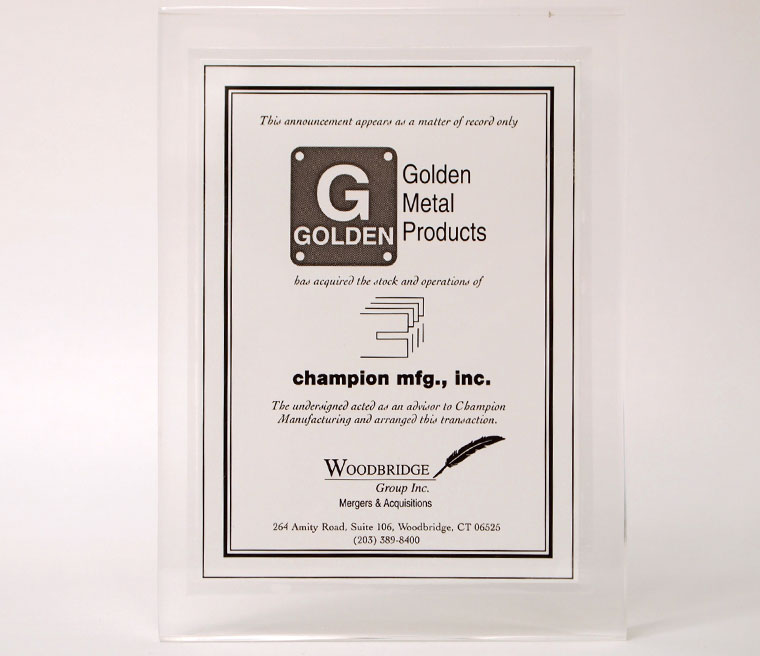 This announcement appears as a matter of record only
G
GOLDEN
Golden
Metal
Products
has acquired the stock and operations of
champion mfg., inc.
The undersigned acted as an advisor to Champion
Manufacturing and arranged this transaction.
WOODBRIDGE
Group Inc.
Mergers & Acquisitions
264 Amity Road, Suite 106, Woodbridge, CT 06525
(203) 389-8400